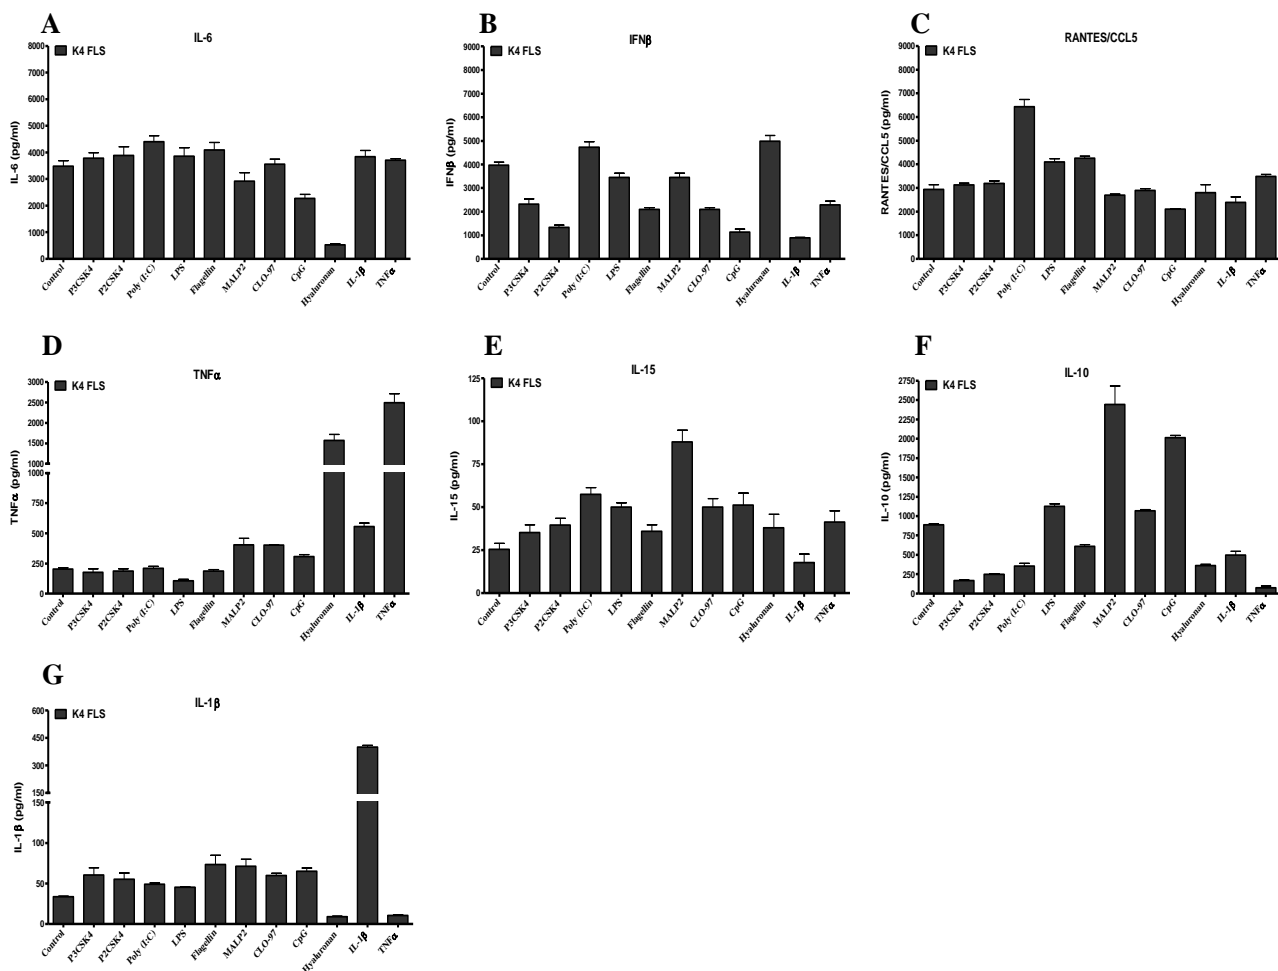 A
IL-6
K4 FLS
IL-6 (pg/ml)
8000
7000
6000
5000
4000
3000
2000
1000
0
Control
P3CSK4
P2CSK4
Poly (I:C)
LPS
Flagellin
MALP2
CLO-97
CpG
Hyaluronan
IL-1β
TNFα
B
IFNβ
K4 FLS
IFNβ (pg/ml)
9000
8000
7000
6000
5000
4000
3000
2000
1000
0
Control
P3CSK4
P2CSK4
Poly (I:C)
LPS
Flagellin
MALP2
CLO-97
CpG
Hyaluronan
IL-1β
TNFα
C
RANTES/CCL5
K4 FLS
RANTES/CCL5 (pg/ml)
9000
8000
7000
6000
5000
4000
3000
2000
1000
0
Control
P3CSK4
P2CSK4
Poly (I:C)
LPS
Flagellin
MALP2
CLO-97
CpG
Hyaluronan
IL-1β
TNFα
D
TNFα
K4 FLS
TNFα (pg/ml)
3000
2500
2000
1500
1000
1000
750
500
250
0
Control
P3CSK4
P2CSK4
Poly (I:C)
LPS
Flagellin
MALP2
CLO-97
CpG
Hyaluronan
IL-1β
TNFα
E
IL-15
K4 FLS
IL-15 (pg/ml)
125
100
75
50
25
0
Control
P3CSK4
P2CSK4
Poly (I:C)
LPS
Flagellin
MALP2
CLO-97
CpG
Hyaluronan
IL-1β
TNFα
F
IL-10
K4 FLS
IL-10 (pg/ml)
2750
2500
2250
2000
1750
1500
1250
1000
750
500
250
0
Control
P3CSK4
P2CSK4
Poly (I:C)
LPS
Flagellin
MALP2
CLO-97
CpG
Hyaluronan
IL-1β
TNFα
G
IL-1β
K4 FLS
IL-1β (pg/ml)
600
450
300
150
150
100
50
0
Control
P3CSK4
P2CSK4
Poly (I:C)
LPS
Flagellin
MALP2
CLO-97
CpG
Hyaluronan
IL-1β
TNFα